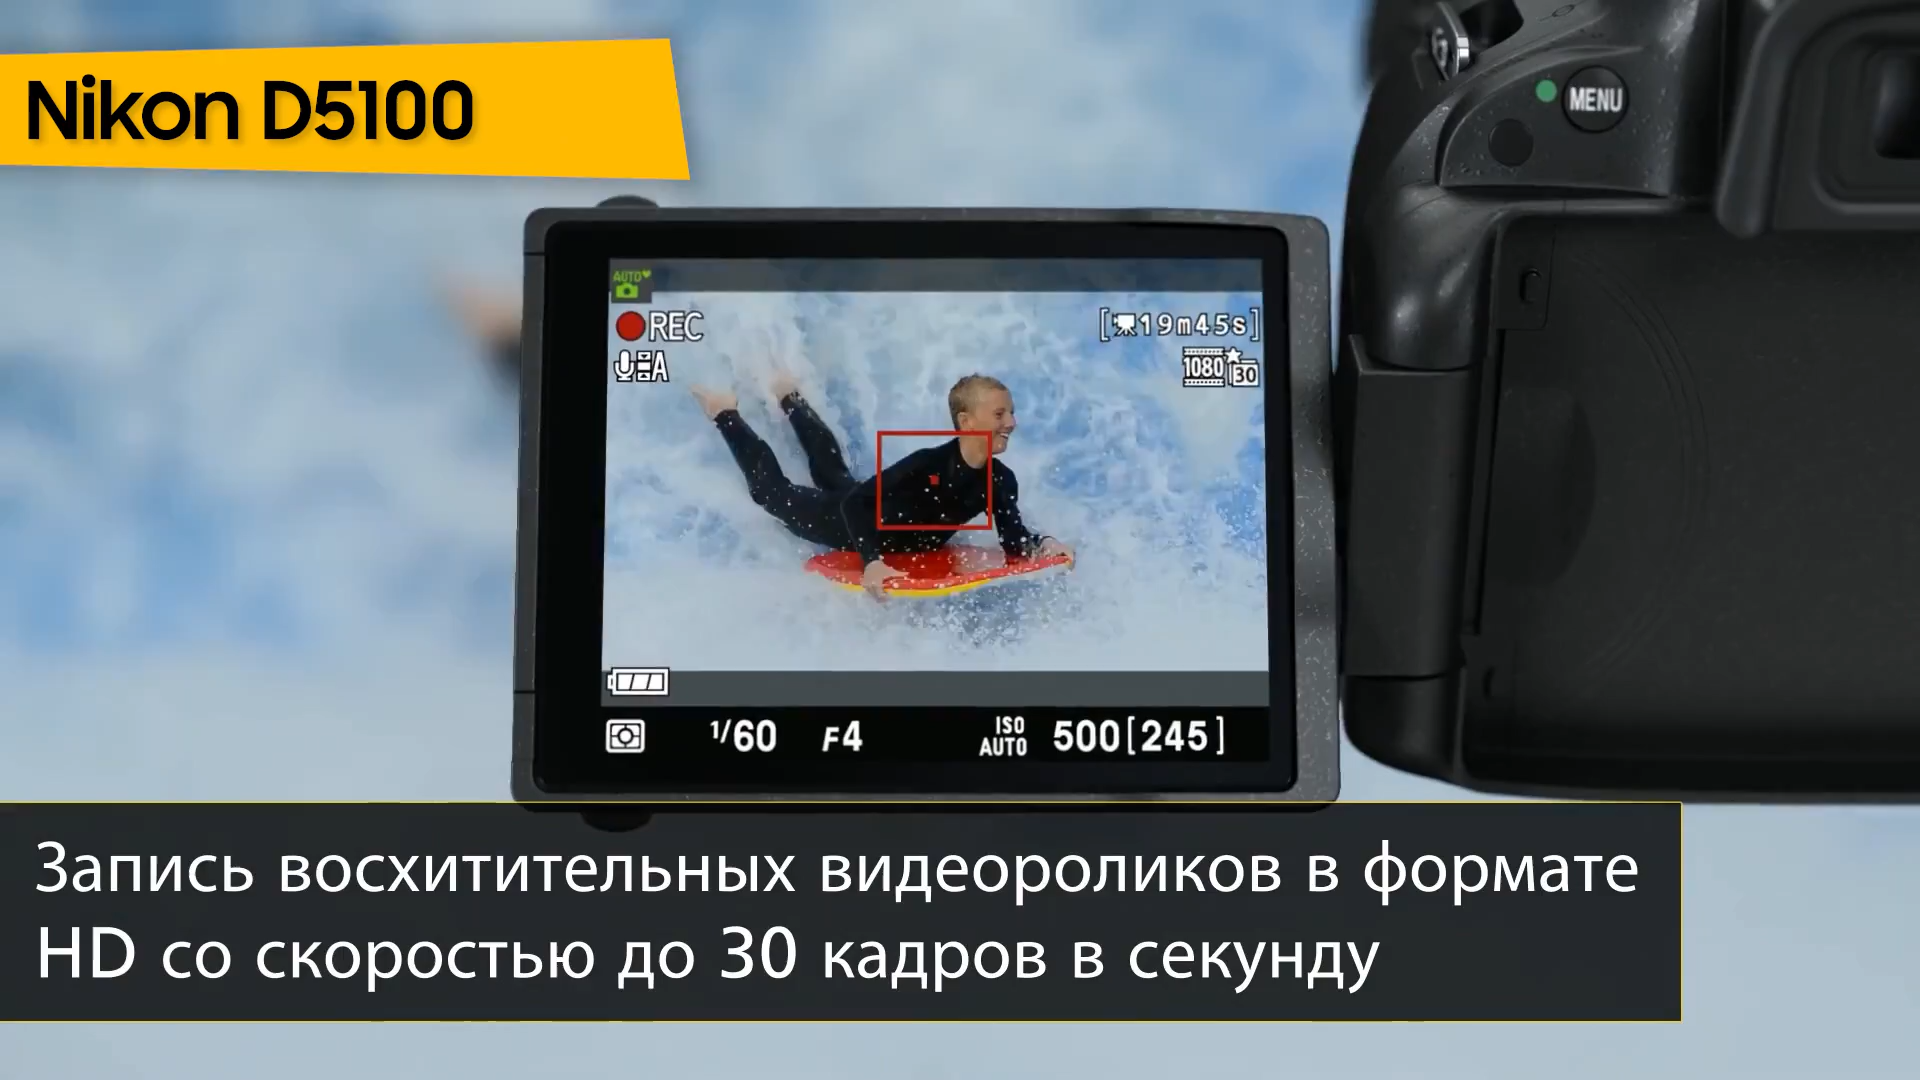 Nikon D5100
MENU
AUTO
REC
[19m45s]
A
1080 30
1/60 F4 ISO AUTO 500[245]
Запись восхитительных видеороликов в формате
HD со скоростью до 30 кадров в секунду